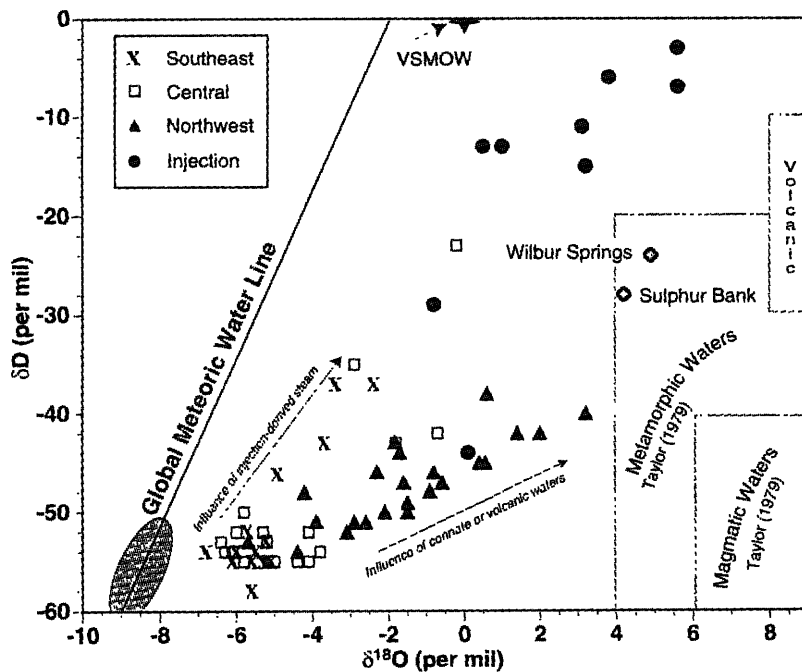 0
-10
-20
-30
-40
-50
-60
δD (per mil)
X Southeast
Central
Northwest
Injection
VSMOW
Global Meteoric Water Line
Influence of injection-derived steam
Influence of connate or volcanic waters
Wilbur Springs
Sulphur Bank
Volcanic
Metamorphic Waters
Taylor (1979)
Magmatic Waters
Taylor (1979)
-10
-8
-6
-4
-2
0
2
4
6
8
δ18O (per mil)